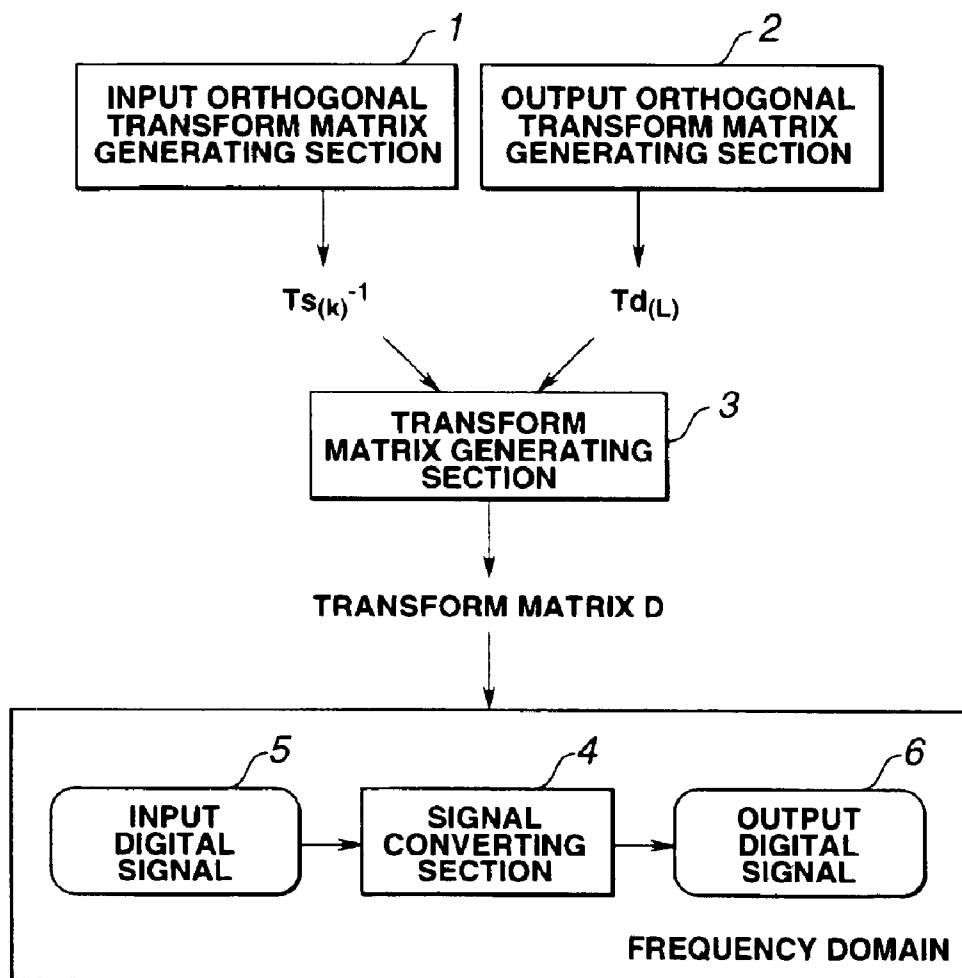 1
2
INPUT ORTHOGONAL
TRANSFORM MATRIX
GENERATING SECTION
OUTPUT ORTHOGONAL
TRANSFORM MATRIX
GENERATING SECTION
Ts(k)-1
Td(L)
3
TRANSFORM
MATRIX GENERATING
SECTION
TRANSFORM MATRIX D
5
4
6
INPUT
DIGITAL
SIGNAL
SIGNAL
CONVERTING
SECTION
OUTPUT
DIGITAL
SIGNAL
FREQUENCY DOMAIN